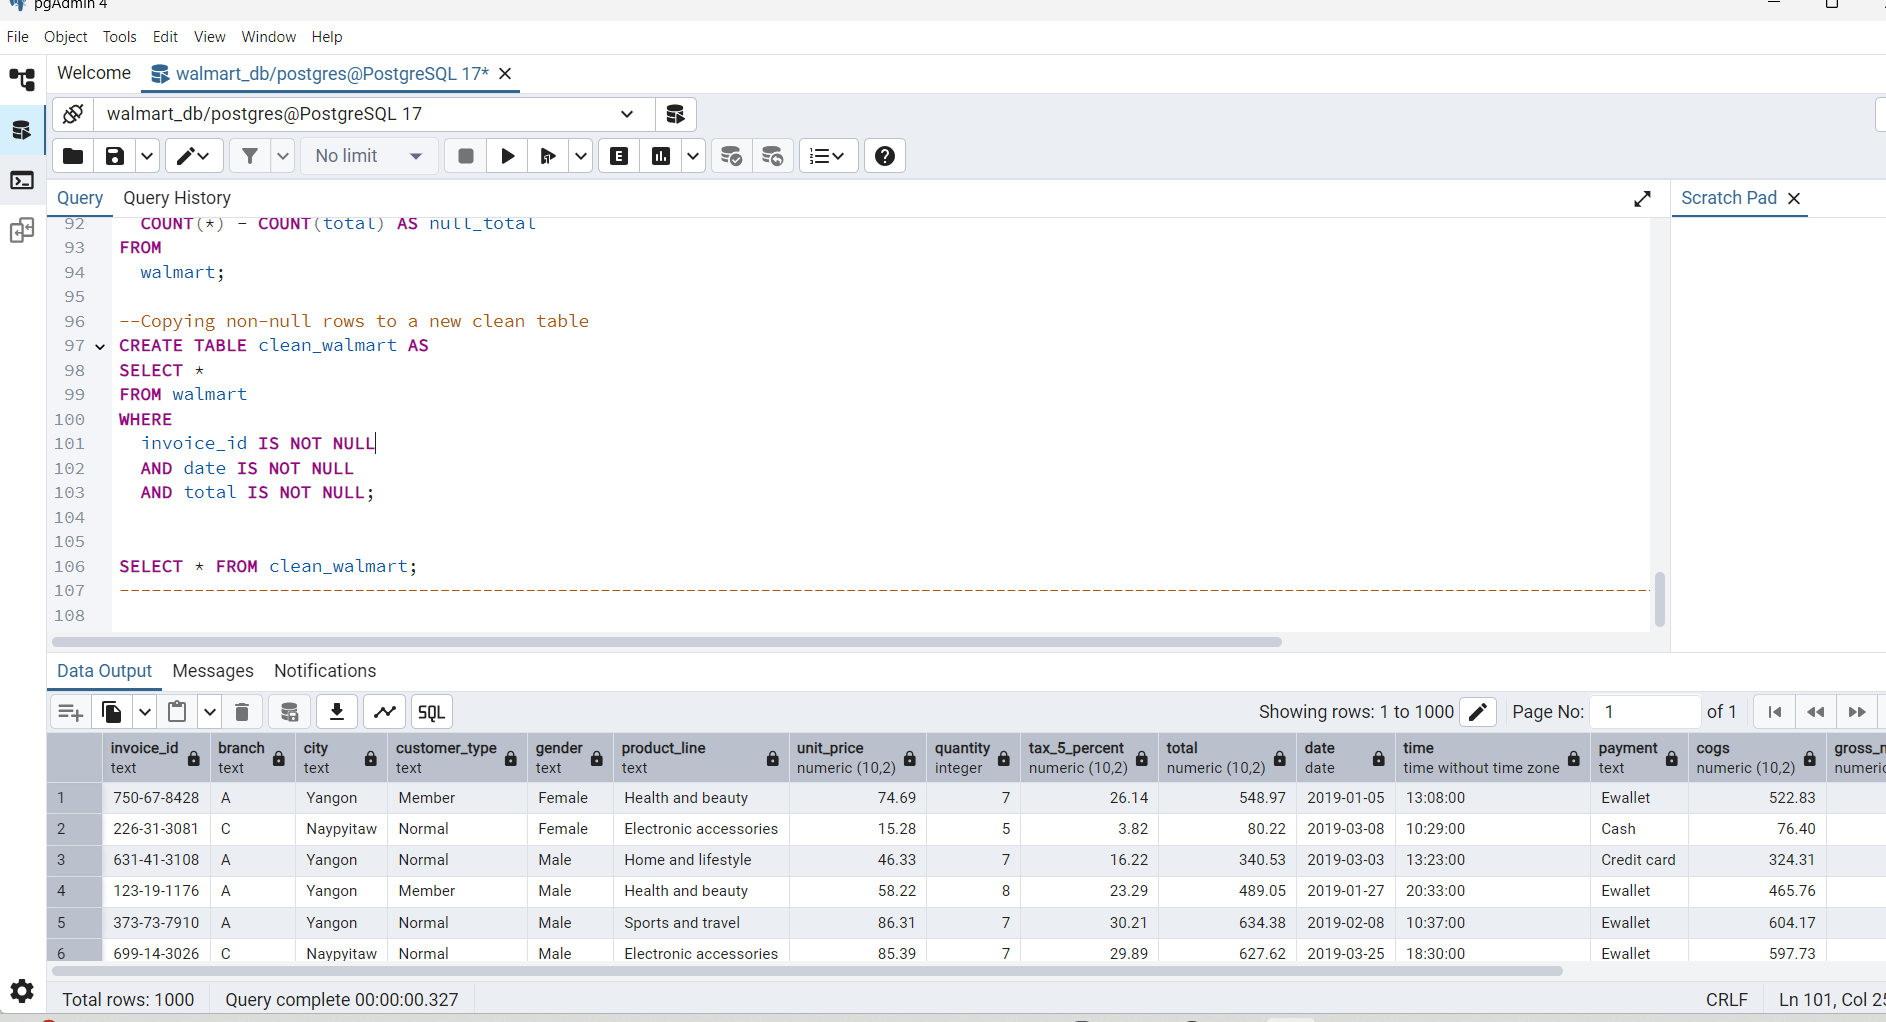 pgAdmin 4
File Object Tools Edit View Window Help
Welcome walmart_db/postgres@PostgreSQL 17*
walmart_db/postgres@PostgreSQL 17
No limit
E
Query Query History
Scratch Pad
92 COUNT(*) - COUNT(total) AS null_total
93 FROM
94 walmart;
95
96 --Copying non-null rows to a new clean table
97 CREATE TABLE clean_walmart AS
98 SELECT *
99 FROM walmart
100 WHERE
101 invoice_id IS NOT NULL
102 AND date IS NOT NULL
103 AND total IS NOT NULL;
104
105
106 SELECT * FROM clean_walmart;
107
108
Data Output Messages Notifications
SQL Showing rows: 1 to 1000 Page No: 1 of 1
invoice_id branch city customer_type gender product_line unit_price quantity tax_5_percent total date time payment cogs
text text text text text text numeric (10,2) integer numeric (10,2) numeric (10,2) date time without time zone text numeric (10,2)
1 750-67-8428 A Yangon Member Female Health and beauty 74.69 7 26.14 548.97 2019-01-05 13:08:00 Ewallet 522.83
2 226-31-3081 C Naypyitaw Normal Female Electronic accessories 15.28 5 3.82 80.22 2019-03-08 10:29:00 Cash 76.40
3 631-41-3108 A Yangon Normal Male Home and lifestyle 46.33 7 16.22 340.53 2019-03-03 13:23:00 Credit card 324.31
4 123-19-1176 A Yangon Member Male Health and beauty 58.22 8 23.29 489.05 2019-01-27 20:33:00 Ewallet 465.76
5 373-73-7910 A Yangon Normal Male Sports and travel 86.31 7 30.21 634.38 2019-02-08 10:37:00 Ewallet 604.17
6 699-14-3026 C Naypyitaw Normal Male Electronic accessories 85.39 7 29.89 627.62 2019-03-25 18:30:00 Ewallet 597.73
Total rows: 1000 Query complete 00:00:00.327 CRLF Ln 101, Col